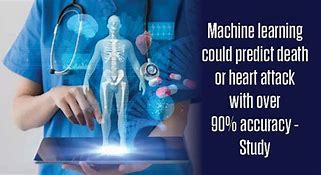 Machine learning
could predict death
or heart attack
with over
90% accuracy -
Study